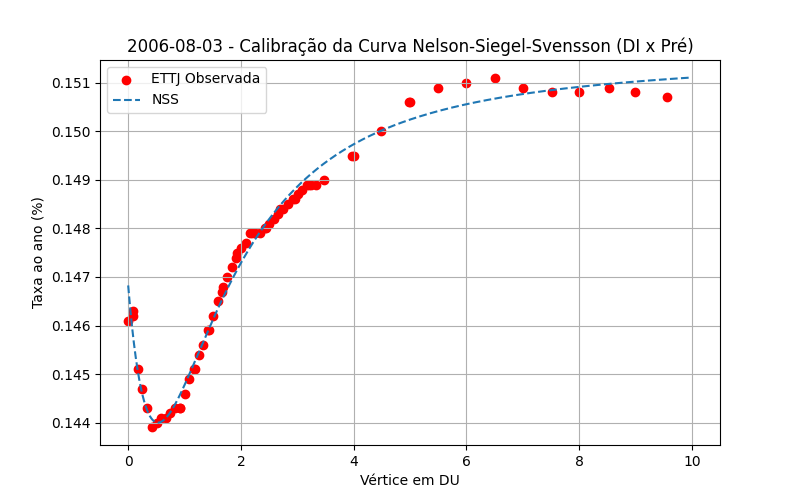 2006-08-03 - Calibração da Curva Nelson-Siegel-Svensson (DI x Pré)
ETTJ Observada
NSS
Taxa ao ano (%)
0.151
0.150
0.149
0.148
0.147
0.146
0.145
0.144
0 2 4 6 8 10
Vértice em DU